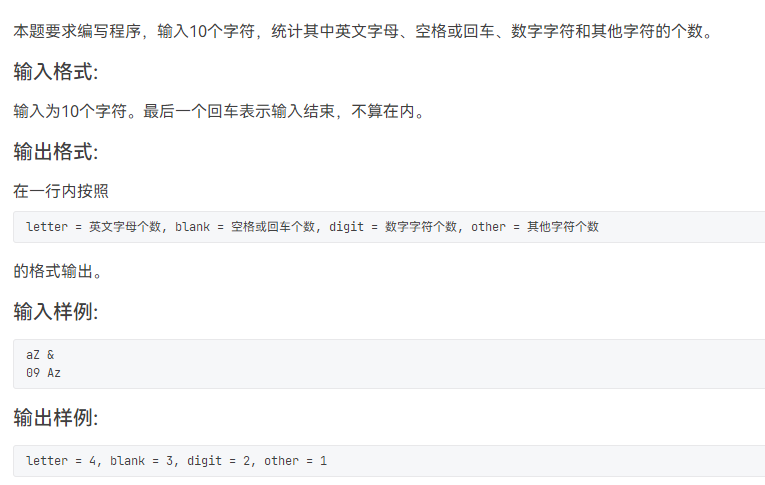 本题要求编写程序，输入10个字符，统计其中英文字母、空格或回车、数字字符和其他字符的个数。
输入格式:
输入为10个字符。最后一个回车表示输入结束，不算在内。
输出格式:
在一行内按照
letter = 英文字母个数, blank = 空格或回车个数, digit = 数字字符个数, other = 其他字符个数
的格式输出。
输入样例:
aZ &
09 Az
输出样例:
letter = 4, blank = 3, digit = 2, other = 1